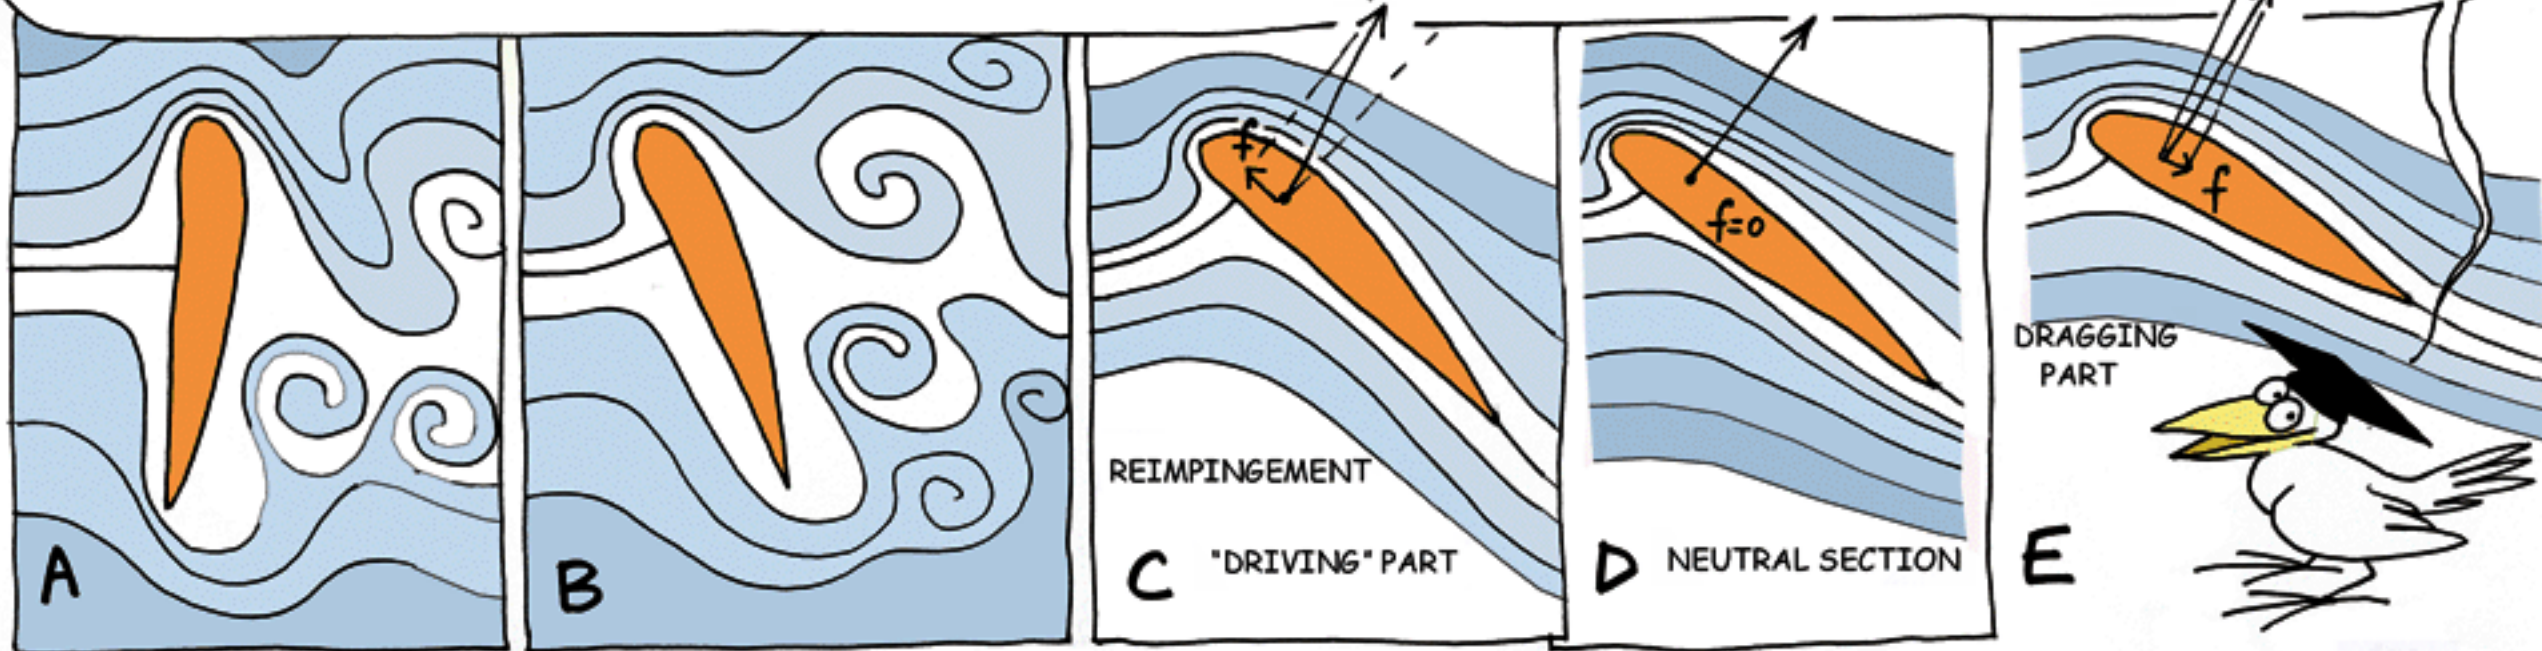 f
f=0
f
REIMPINGEMENT
DRAGGING
PART
A
B
C "DRIVING" PART
D NEUTRAL SECTION
E